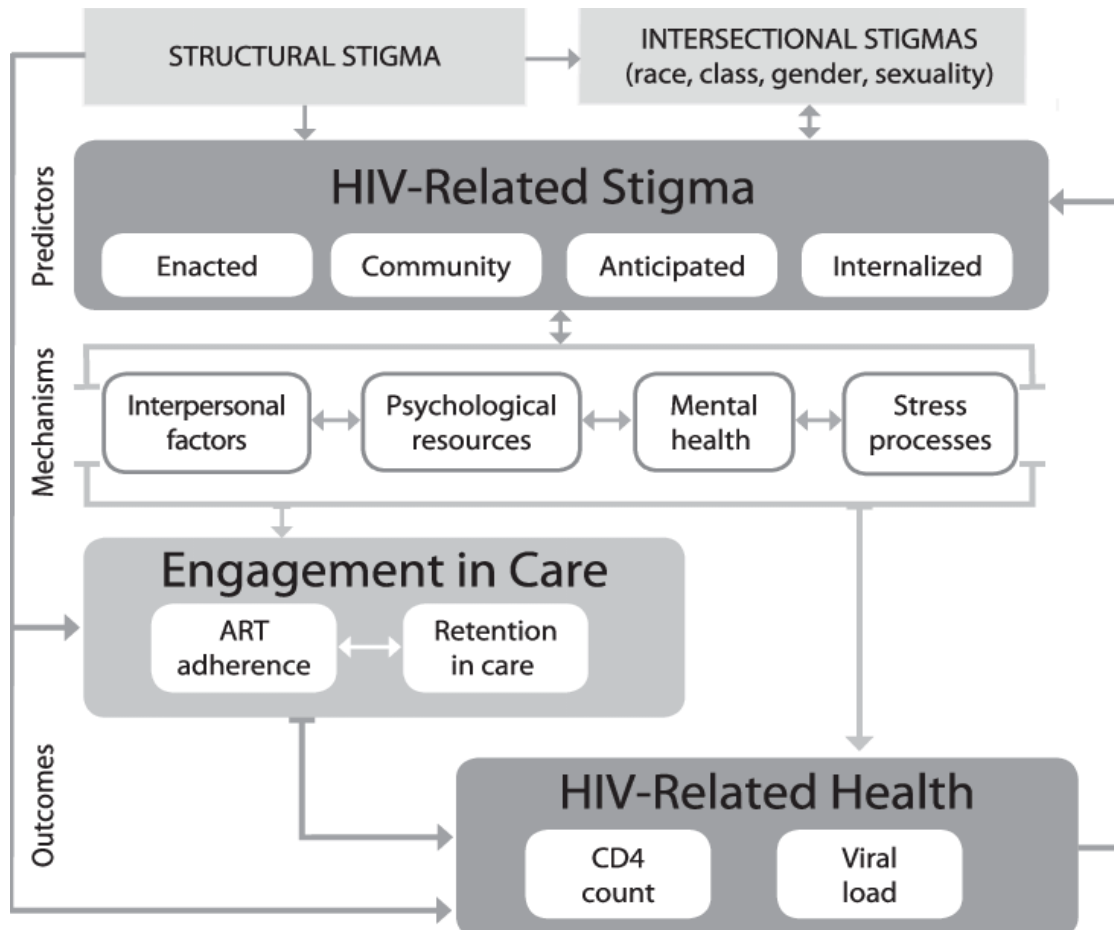 STRUCTURAL STIGMA
INTERSECTIONAL STIGMAS
(race, class, gender, sexuality)
Predictors
HIV-Related Stigma
Enacted
Community
Anticipated
Internalized
Mechanisms
Interpersonal
factors
Psychological
resources
Mental
health
Stress
processes
Engagement in Care
ART
adherence
Retention
in care
Outcomes
HIV-Related Health
CD4
count
Viral
load